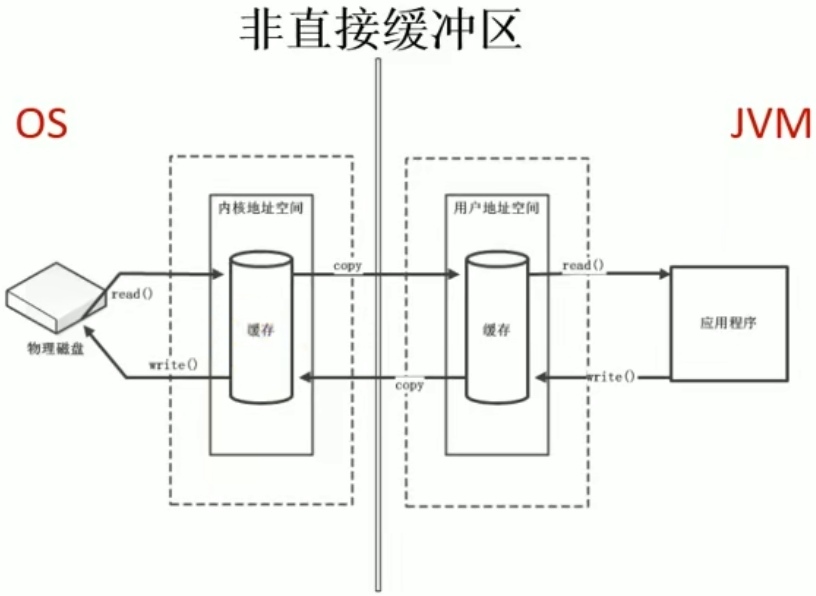 非直接缓冲区
OS
JVM
内核地址空间
用户地址空间
copy
read()
read()
缓存
缓存
应用程序
物理磁盘
write()
copy
write()